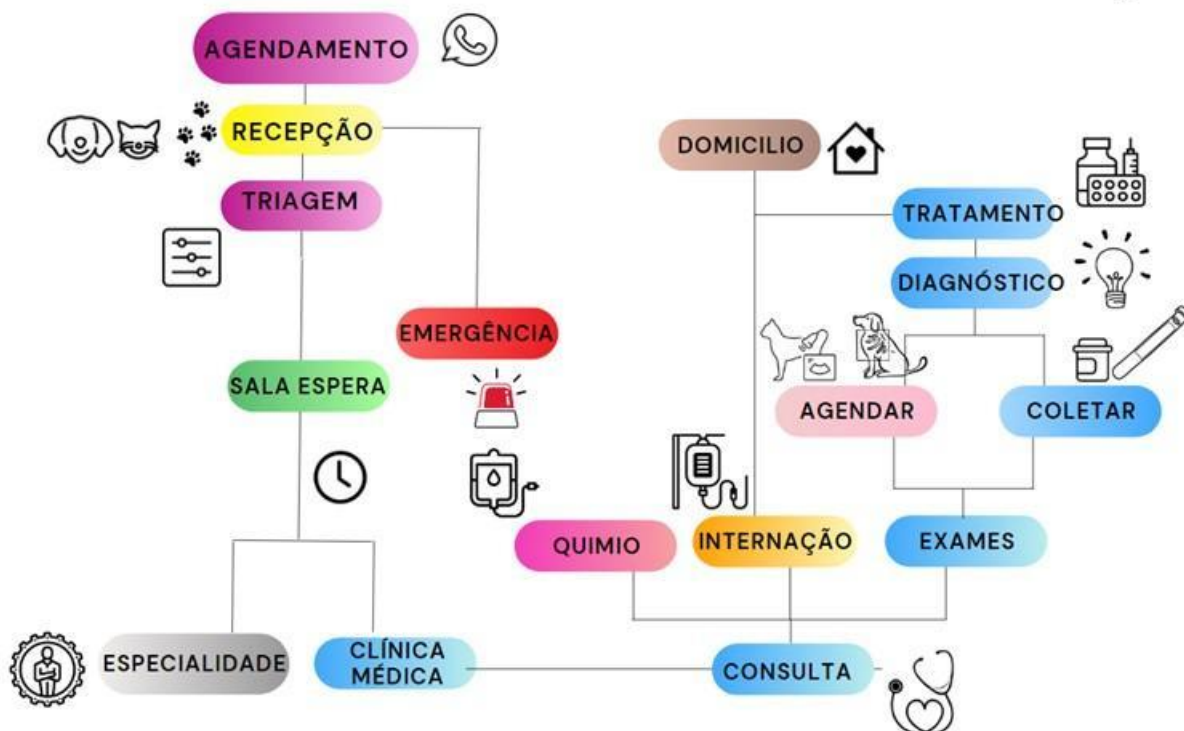 AGENDAMENTO
RECEPÇÃO
TRIAGEM
EMERGÊNCIA
SALA ESPERA
ESPECIALIDADE
CLÍNICA
MÉDICA
DOMICILIO
TRATAMENTO
DIAGNÓSTICO
AGENDAR
COLETAR
QUIMIO
INTERNAÇÃO
EXAMES
CONSULTA